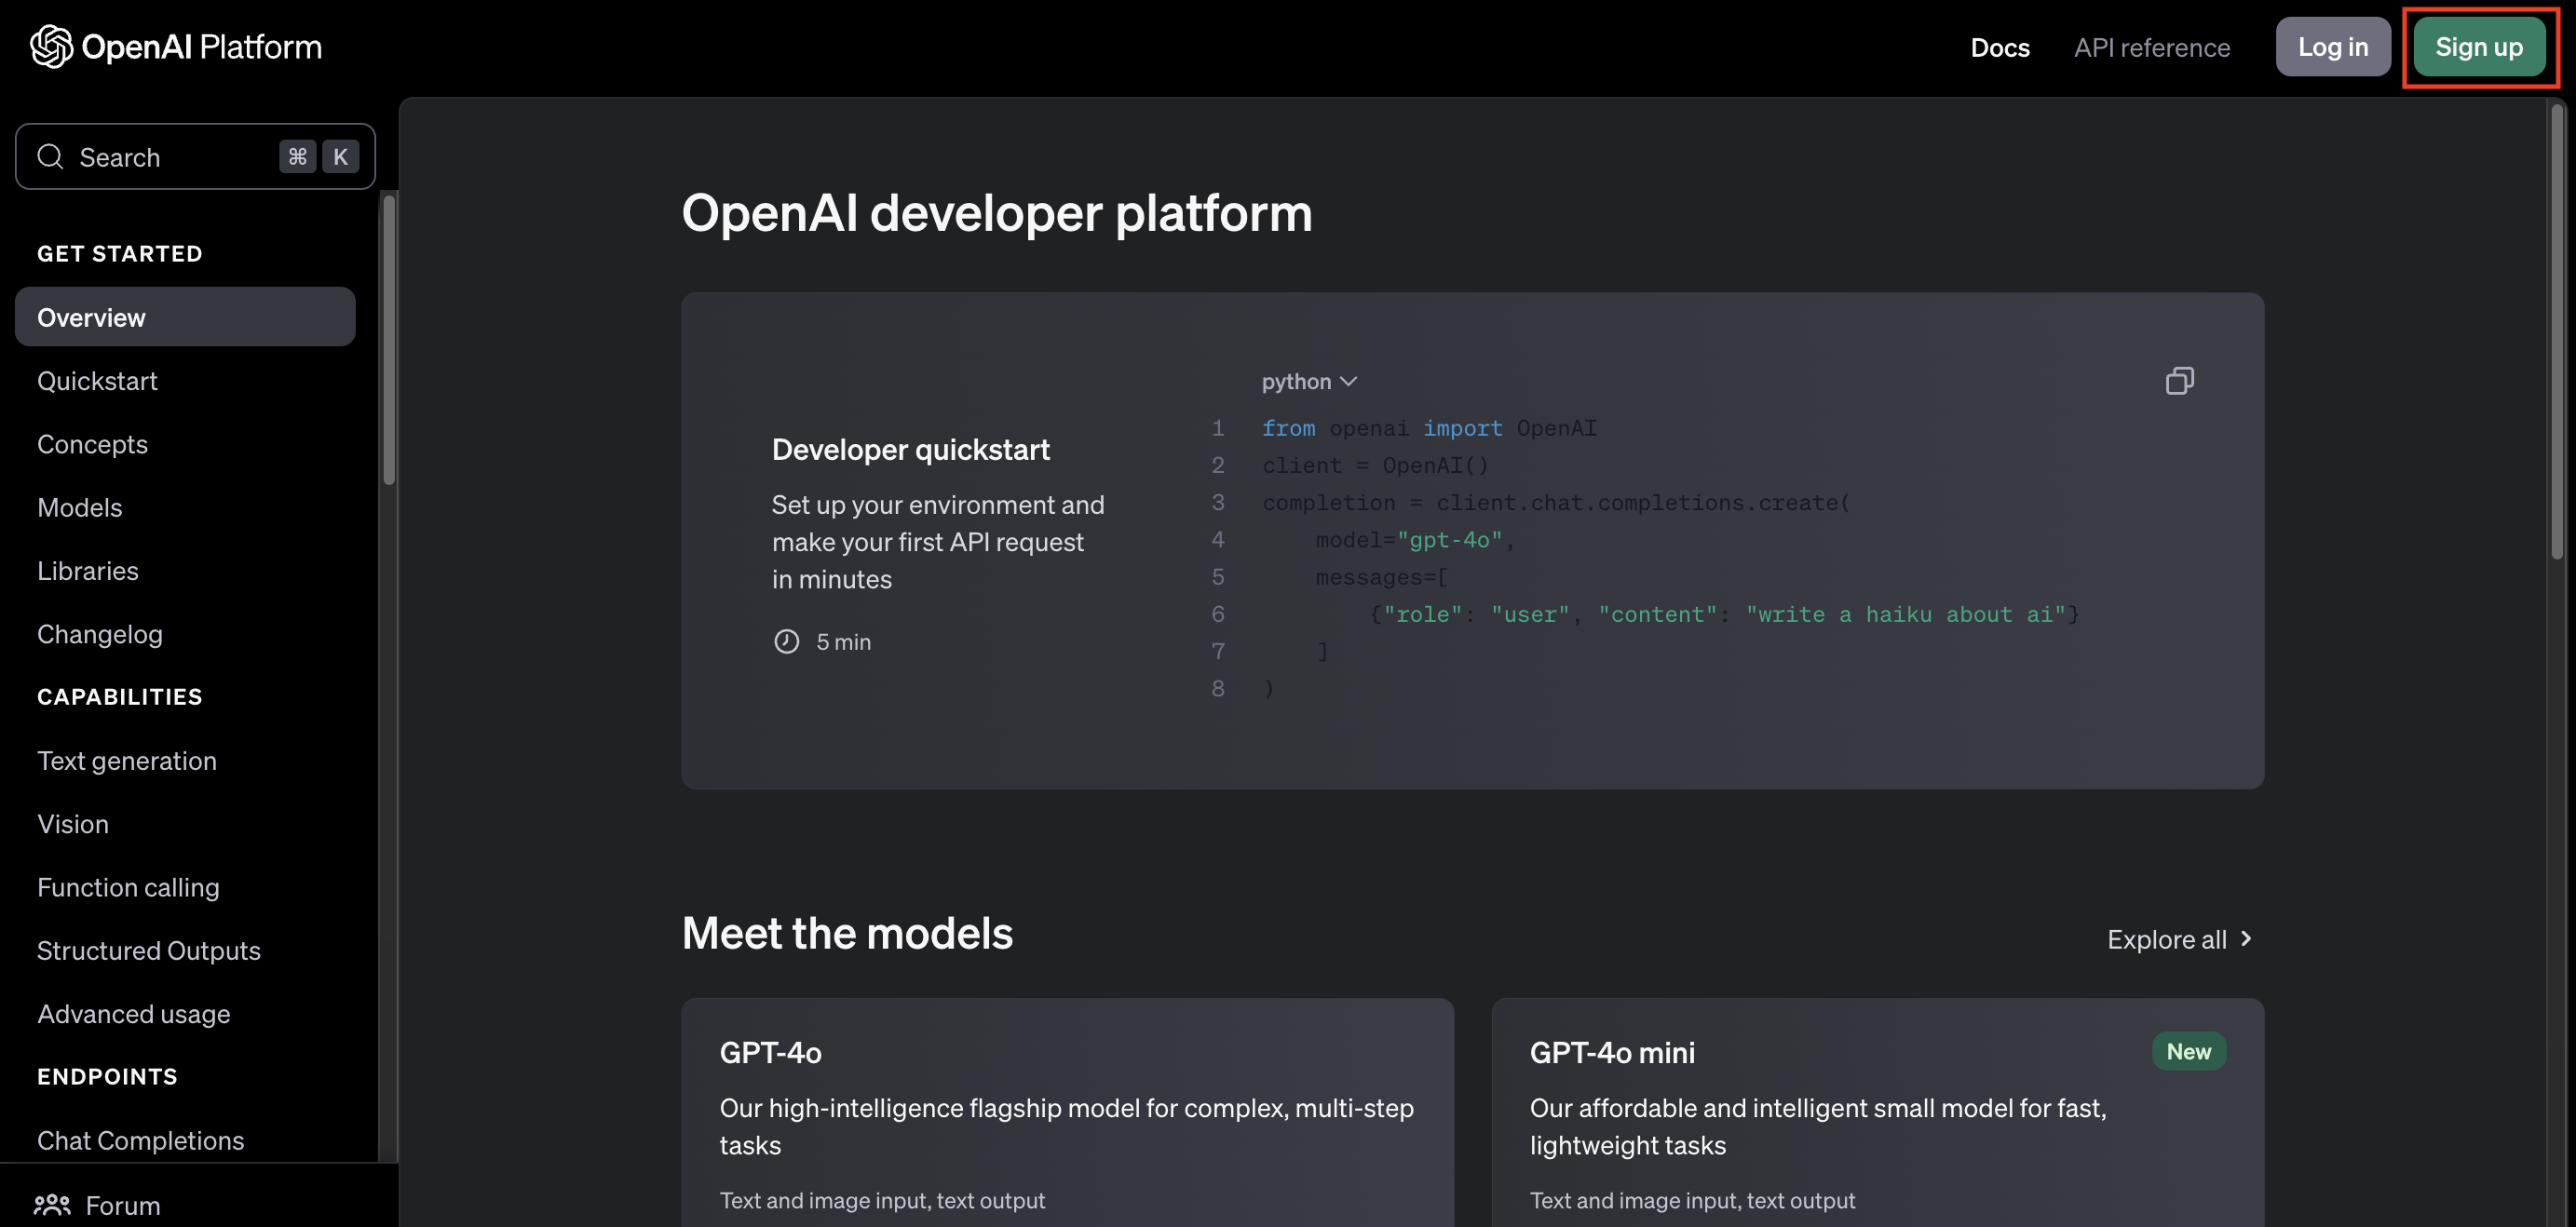 OpenAI Platform
Docs
API reference
Log in
Sign up
Search
⌘ K
GET STARTED
Overview
Quickstart
Concepts
Models
Libraries
Changelog
CAPABILITIES
Text generation
Vision
Function calling
Structured Outputs
Advanced usage
ENDPOINTS
Chat Completions
Forum
OpenAI developer platform
Developer quickstart
Set up your environment and
make your first API request
in minutes
5 min
python
1 from openai import OpenAI
2 client = OpenAI()
3 completion = client.chat.completions.create(
4     model="gpt-4o",
5     messages=[
6         {"role": "user", "content": "write a haiku about ai"}
7     ]
8 )
Meet the models
Explore all
GPT-4o
Our high-intelligence flagship model for complex, multi-step
tasks
Text and image input, text output
GPT-4o mini
New
Our affordable and intelligent small model for fast,
lightweight tasks
Text and image input, text output